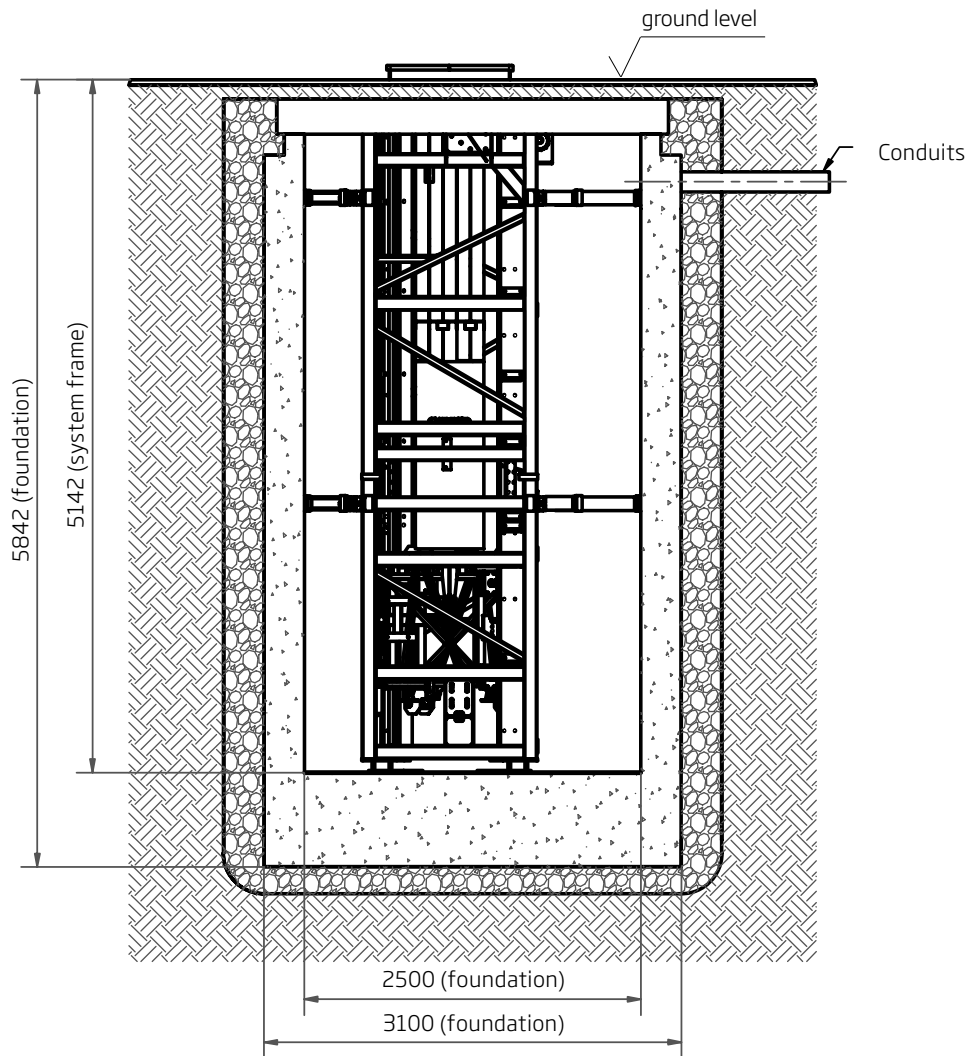 ground level
Conduits
5842 (foundation)
5142 (system frame)
2500 (foundation)
3100 (foundation)